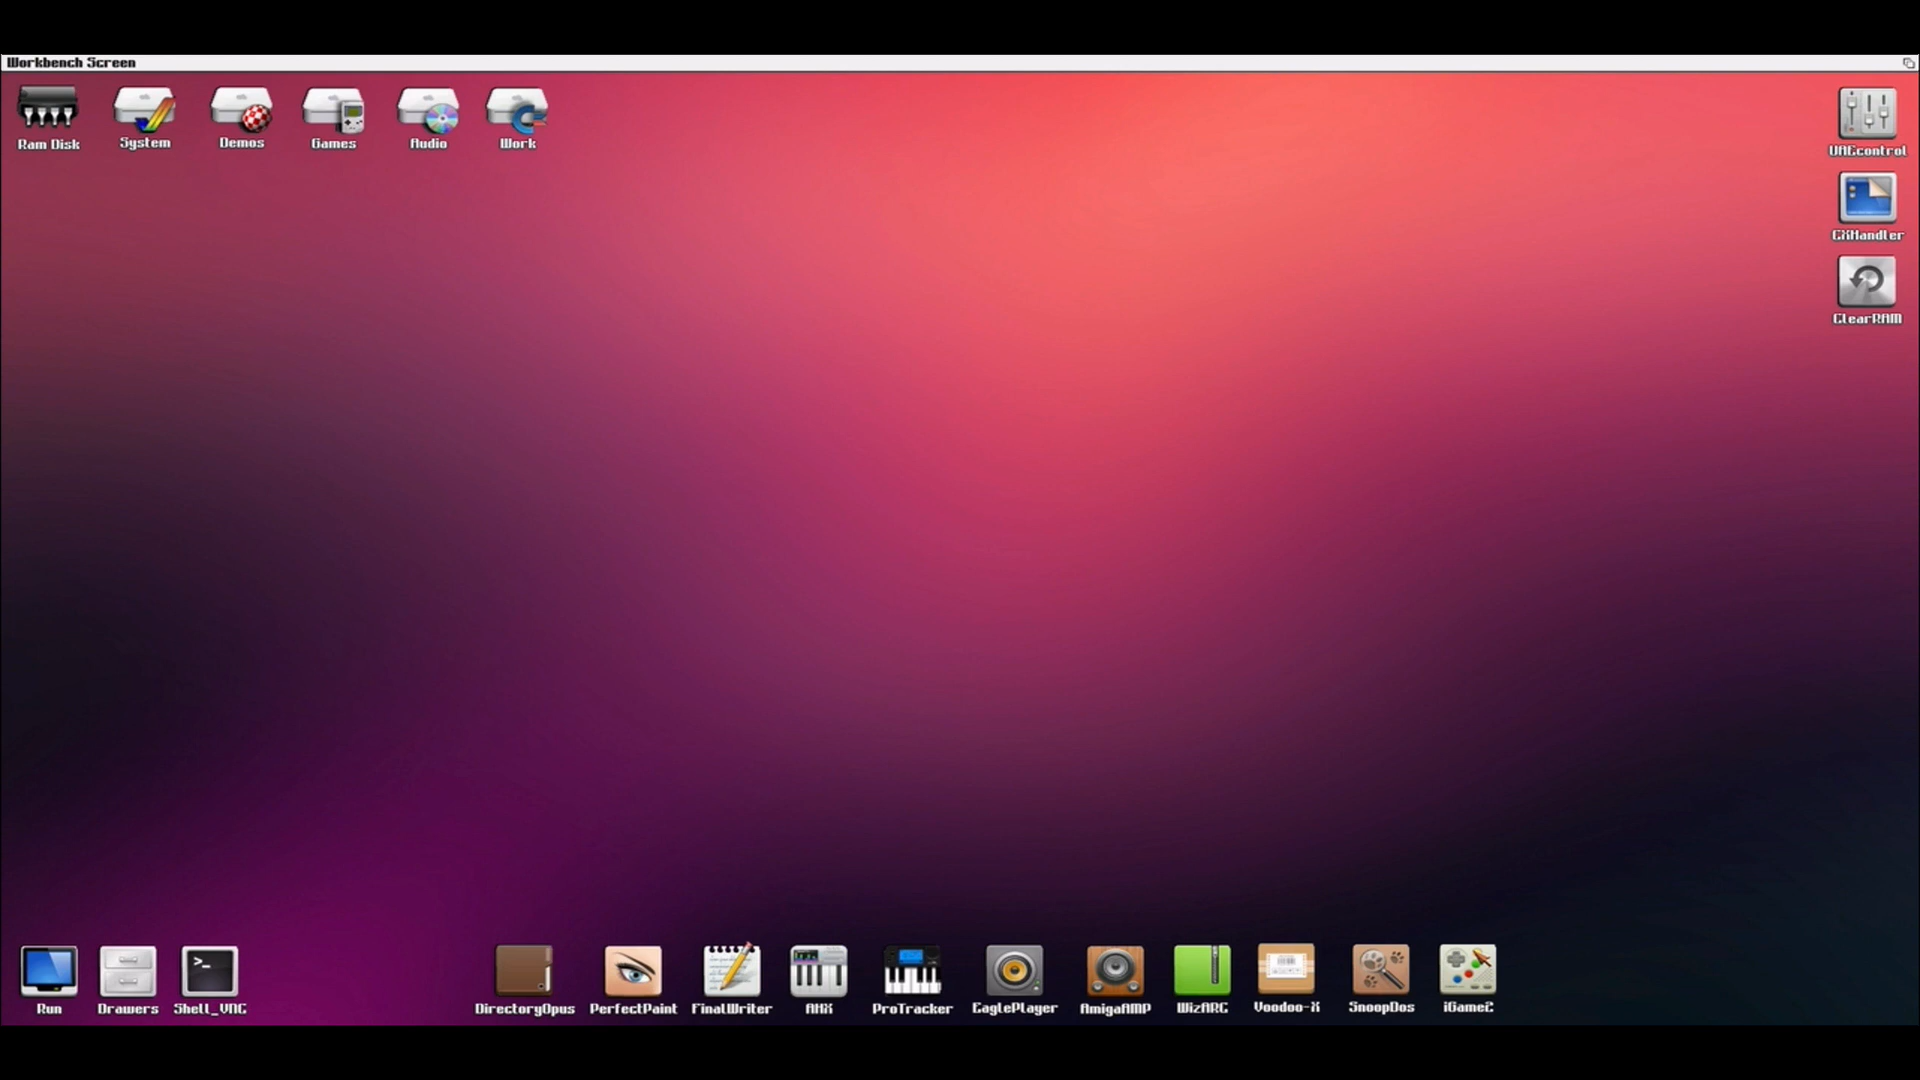 Workbench Screen
Ram Disk
System
Demos
Games
Audio
Work
UAEcontrol
CXHandler
ClearRAM
>_
Run
Drawers
Shell_VNC
DirectoryOpus
PerfectPaint
FinalWriter
AHX
ProTracker
EaglePlayer
AmigaAMP
WizARC
Voodoo-X
SnoopDos
iGame2